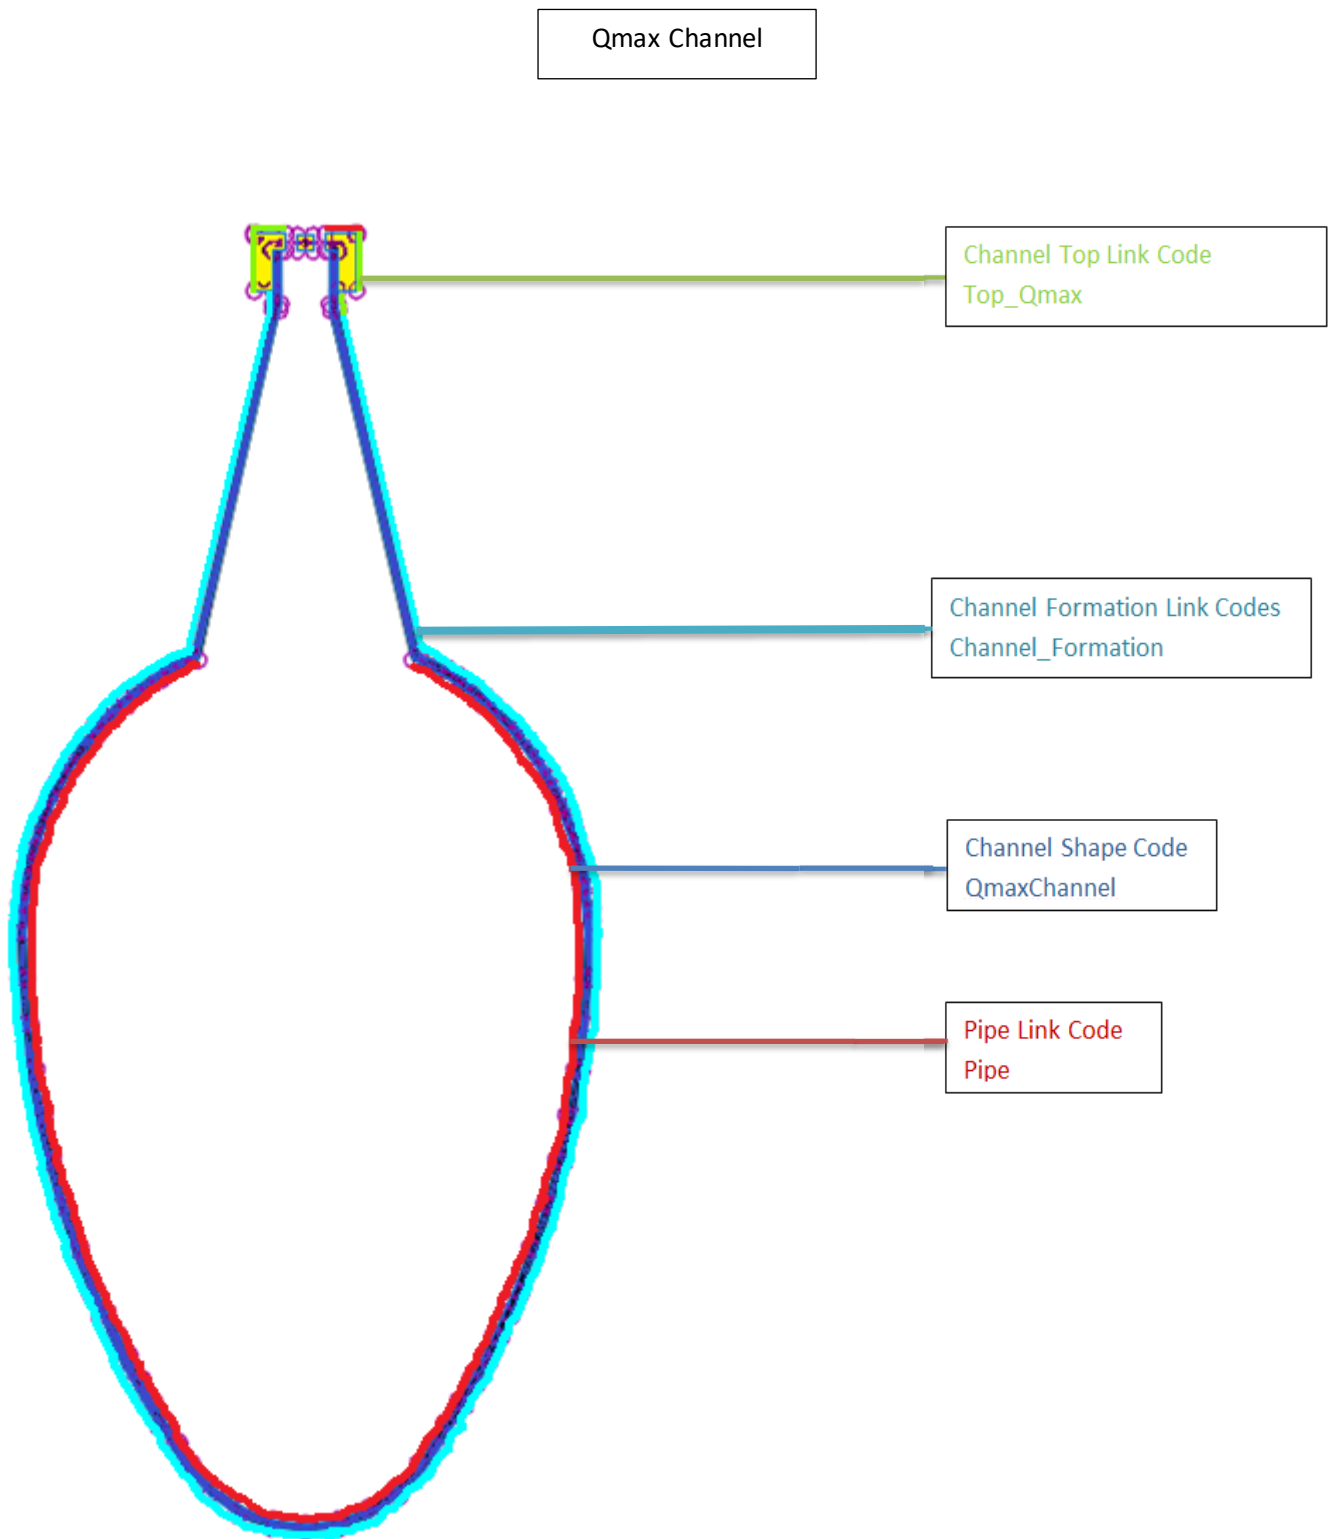 Qmax Channel
Channel Top Link Code
Top_Qmax
Channel Formation Link Codes
Channel_Formation
Channel Shape Code
QmaxChannel
Pipe Link Code
Pipe